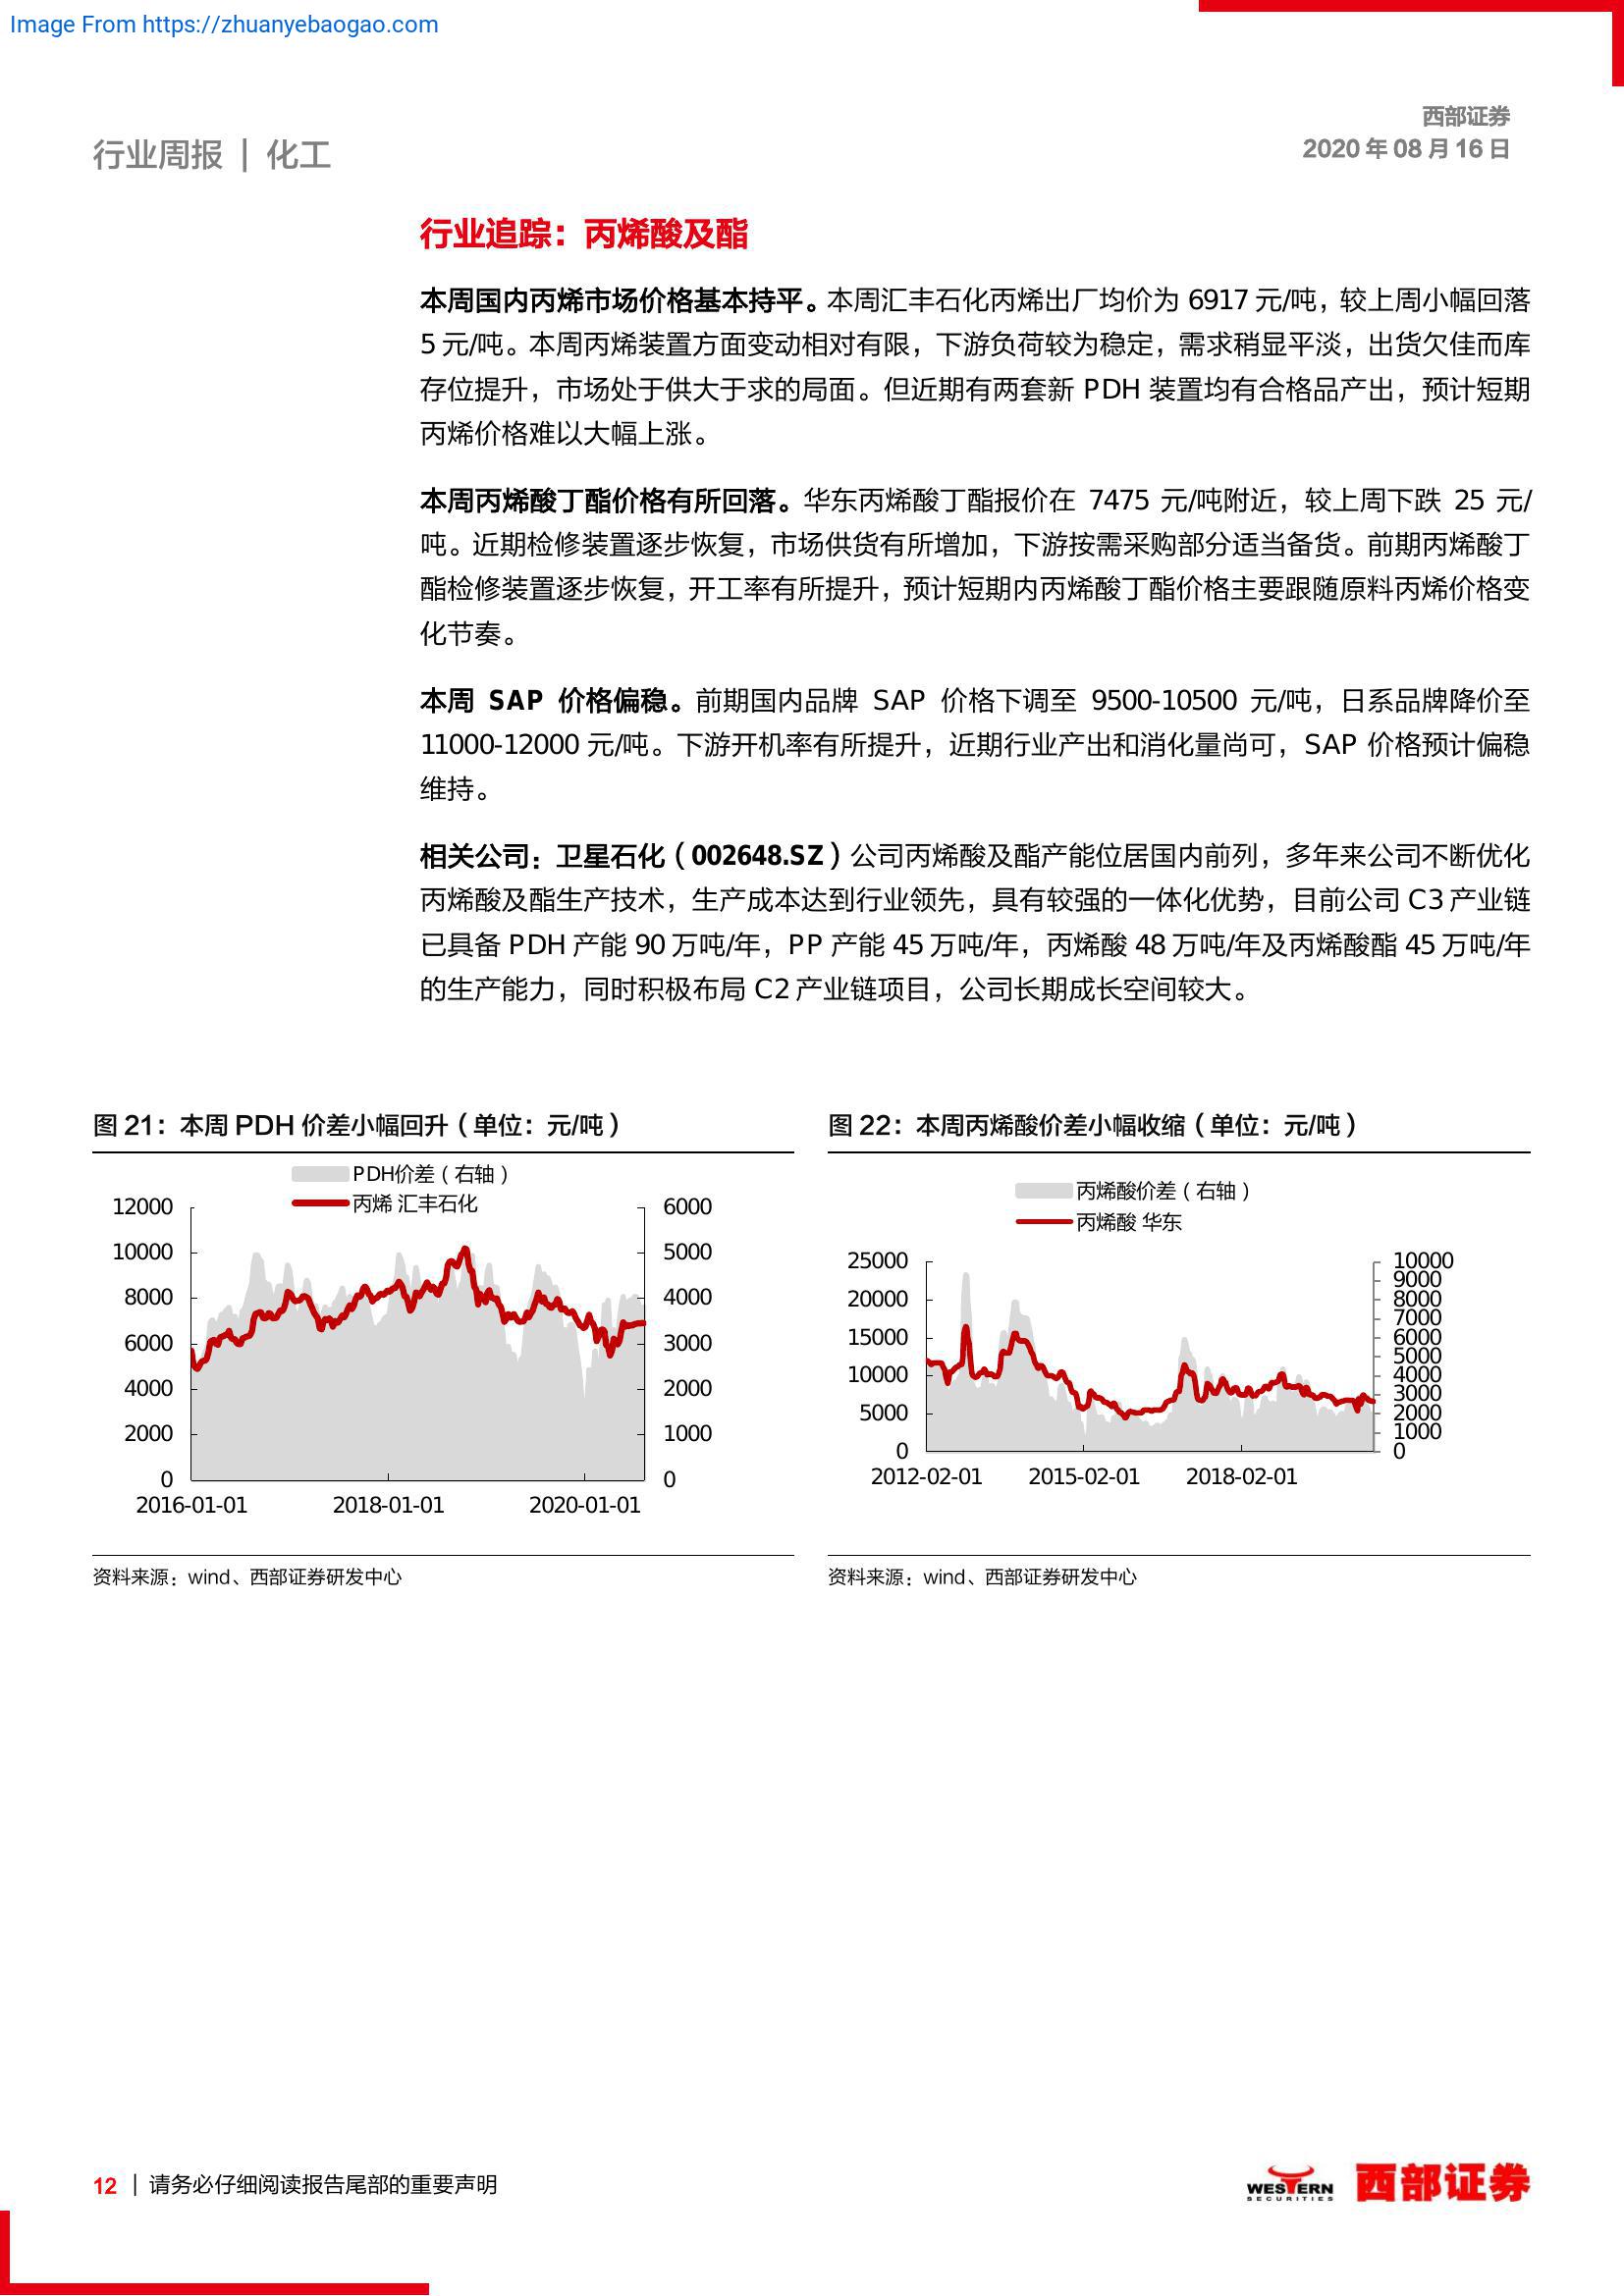 Image From https://zhuanyebaogao.com
西部证券
行业周报 | 化工
2020 年 08 月 16 日
行业追踪：丙烯酸及酯
本周国内丙烯市场价格基本持平。本周汇丰石化丙烯出厂均价为 6917 元/吨，较上周小幅回落
5 元/吨。本周丙烯装置方面变动相对有限，下游负荷较为稳定，需求稍显平淡，出货欠佳而库
存位提升，市场处于供大于求的局面。但近期有两套新 PDH 装置均有合格品产出，预计短期
丙烯价格难以大幅上涨。
本周丙烯酸丁酯价格有所回落。华东丙烯酸丁酯报价在 7475 元/吨附近，较上周下跌 25 元/
吨。近期检修装置逐步恢复，市场供货有所增加，下游按需采购部分适当备货。前期丙烯酸丁
酯检修装置逐步恢复，开工率有所提升，预计短期内丙烯酸丁酯价格主要跟随原料丙烯价格变
化节奏。
本周 SAP 价格偏稳。前期国内品牌 SAP 价格下调至 9500-10500 元/吨，日系品牌降价至
11000-12000 元/吨。下游开机率有所提升，近期行业产出和消化量尚可，SAP 价格预计偏稳
维持。
相关公司：卫星石化（002648.SZ）公司丙烯酸及酯产能位居国内前列，多年来公司不断优化
丙烯酸及酯生产技术，生产成本达到行业领先，具有较强的一体化优势，目前公司 C3 产业链
已具备 PDH 产能 90 万吨/年，PP 产能 45 万吨/年，丙烯酸 48 万吨/年及丙烯酸酯 45 万吨/年
的生产能力，同时积极布局 C2 产业链项目，公司长期成长空间较大。
图 21：本周 PDH 价差小幅回升（单位：元/吨）
PDH价差（右轴）
丙烯 汇丰石化
12000
10000
8000
6000
4000
2000
0
6000
5000
4000
3000
2000
1000
0
2016-01-01
2018-01-01
2020-01-01
资料来源：wind、西部证券研发中心
图 22：本周丙烯酸价差小幅收缩（单位：元/吨）
丙烯酸价差（右轴）
丙烯酸 华东
25000
20000
15000
10000
5000
0
10000
9000
8000
7000
6000
5000
4000
3000
2000
1000
0
2012-02-01
2015-02-01
2018-02-01
资料来源：wind、西部证券研发中心
12 | 请务必仔细阅读报告尾部的重要声明
WESTERN
SECURITIES
西部证券